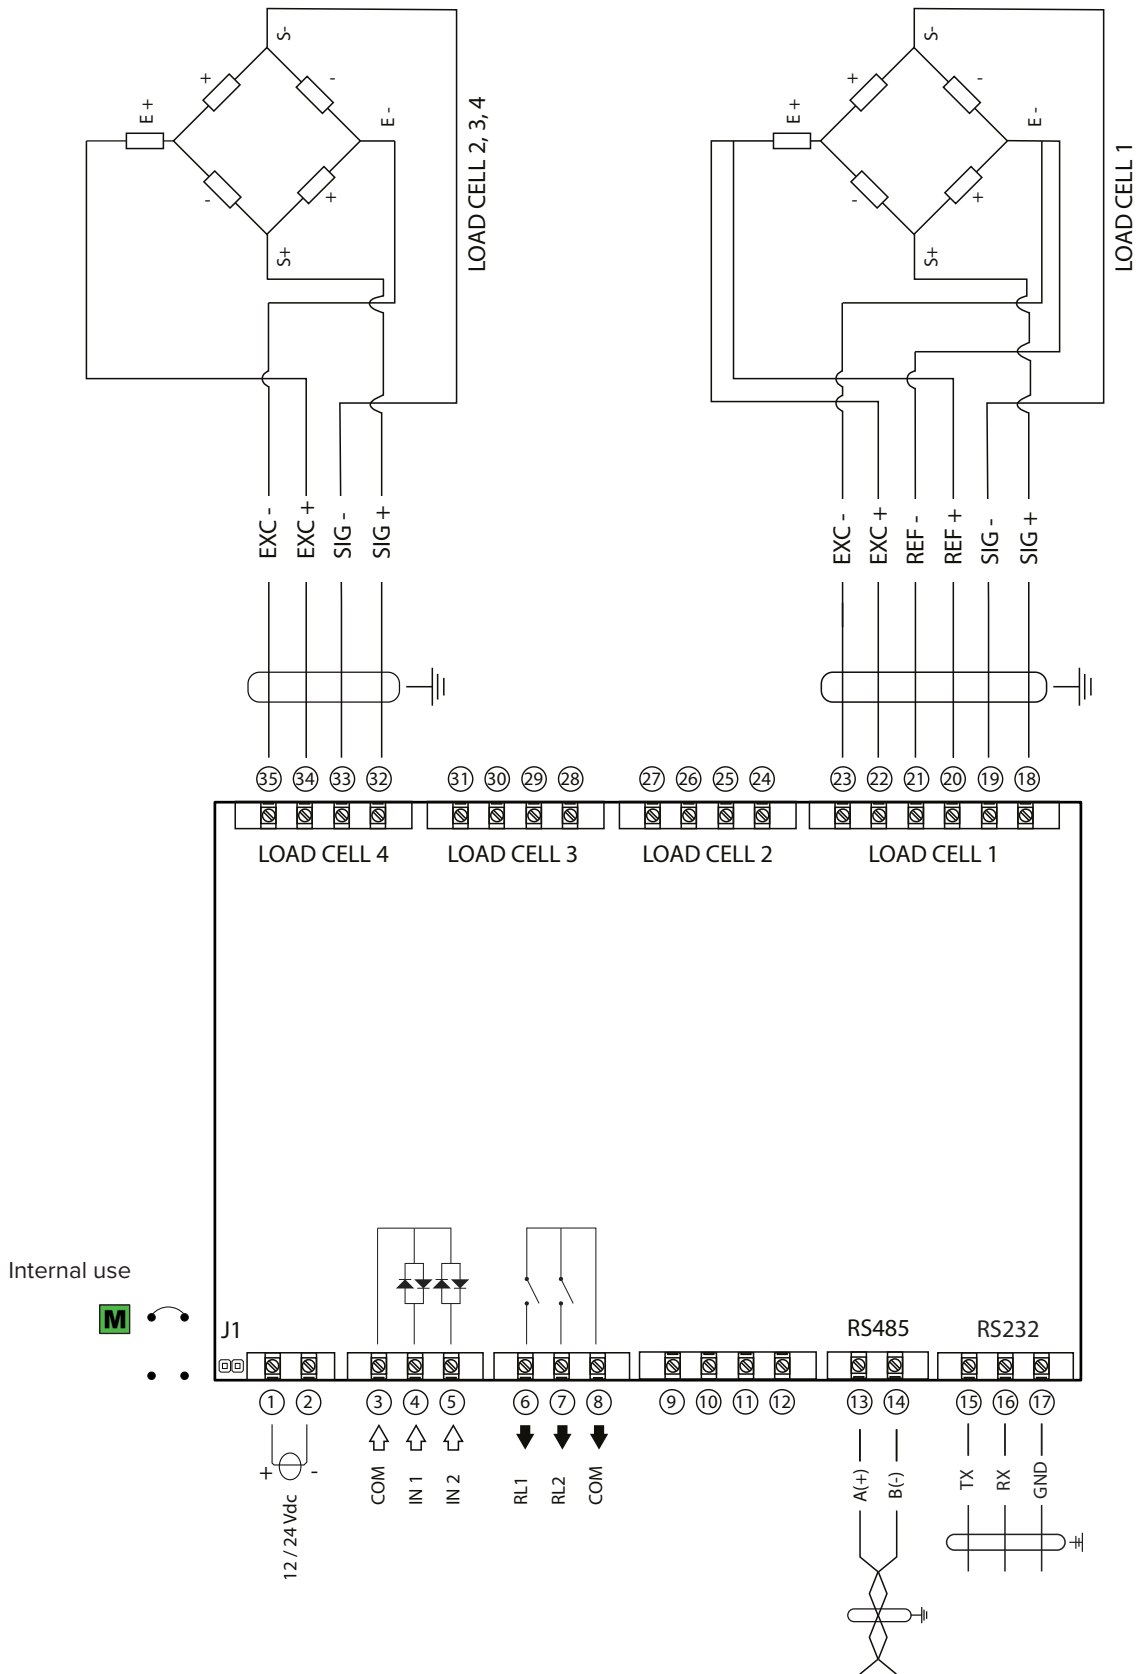 S-
+
-
E +
E -
-
+
S+
LOAD CELL 2, 3, 4
S-
+
-
E +
E -
-
+
S+
LOAD CELL 1
EXC -
EXC +
SIG -
SIG +
EXC -
EXC +
REF -
REF +
SIG -
SIG +
35 34 33 32 31 30 29 28 27 26 25 24 23 22 21 20 19 18
LOAD CELL 4 LOAD CELL 3 LOAD CELL 2 LOAD CELL 1
Internal use
M
J1
RS485 RS232
1 2 3 4 5 6 7 8 9 10 11 12 13 14 15 16 17
+ -
12 / 24 Vdc
COM
IN 1
IN 2
RL1
RL2
COM
A(+)
B(-)
TX
RX
GND